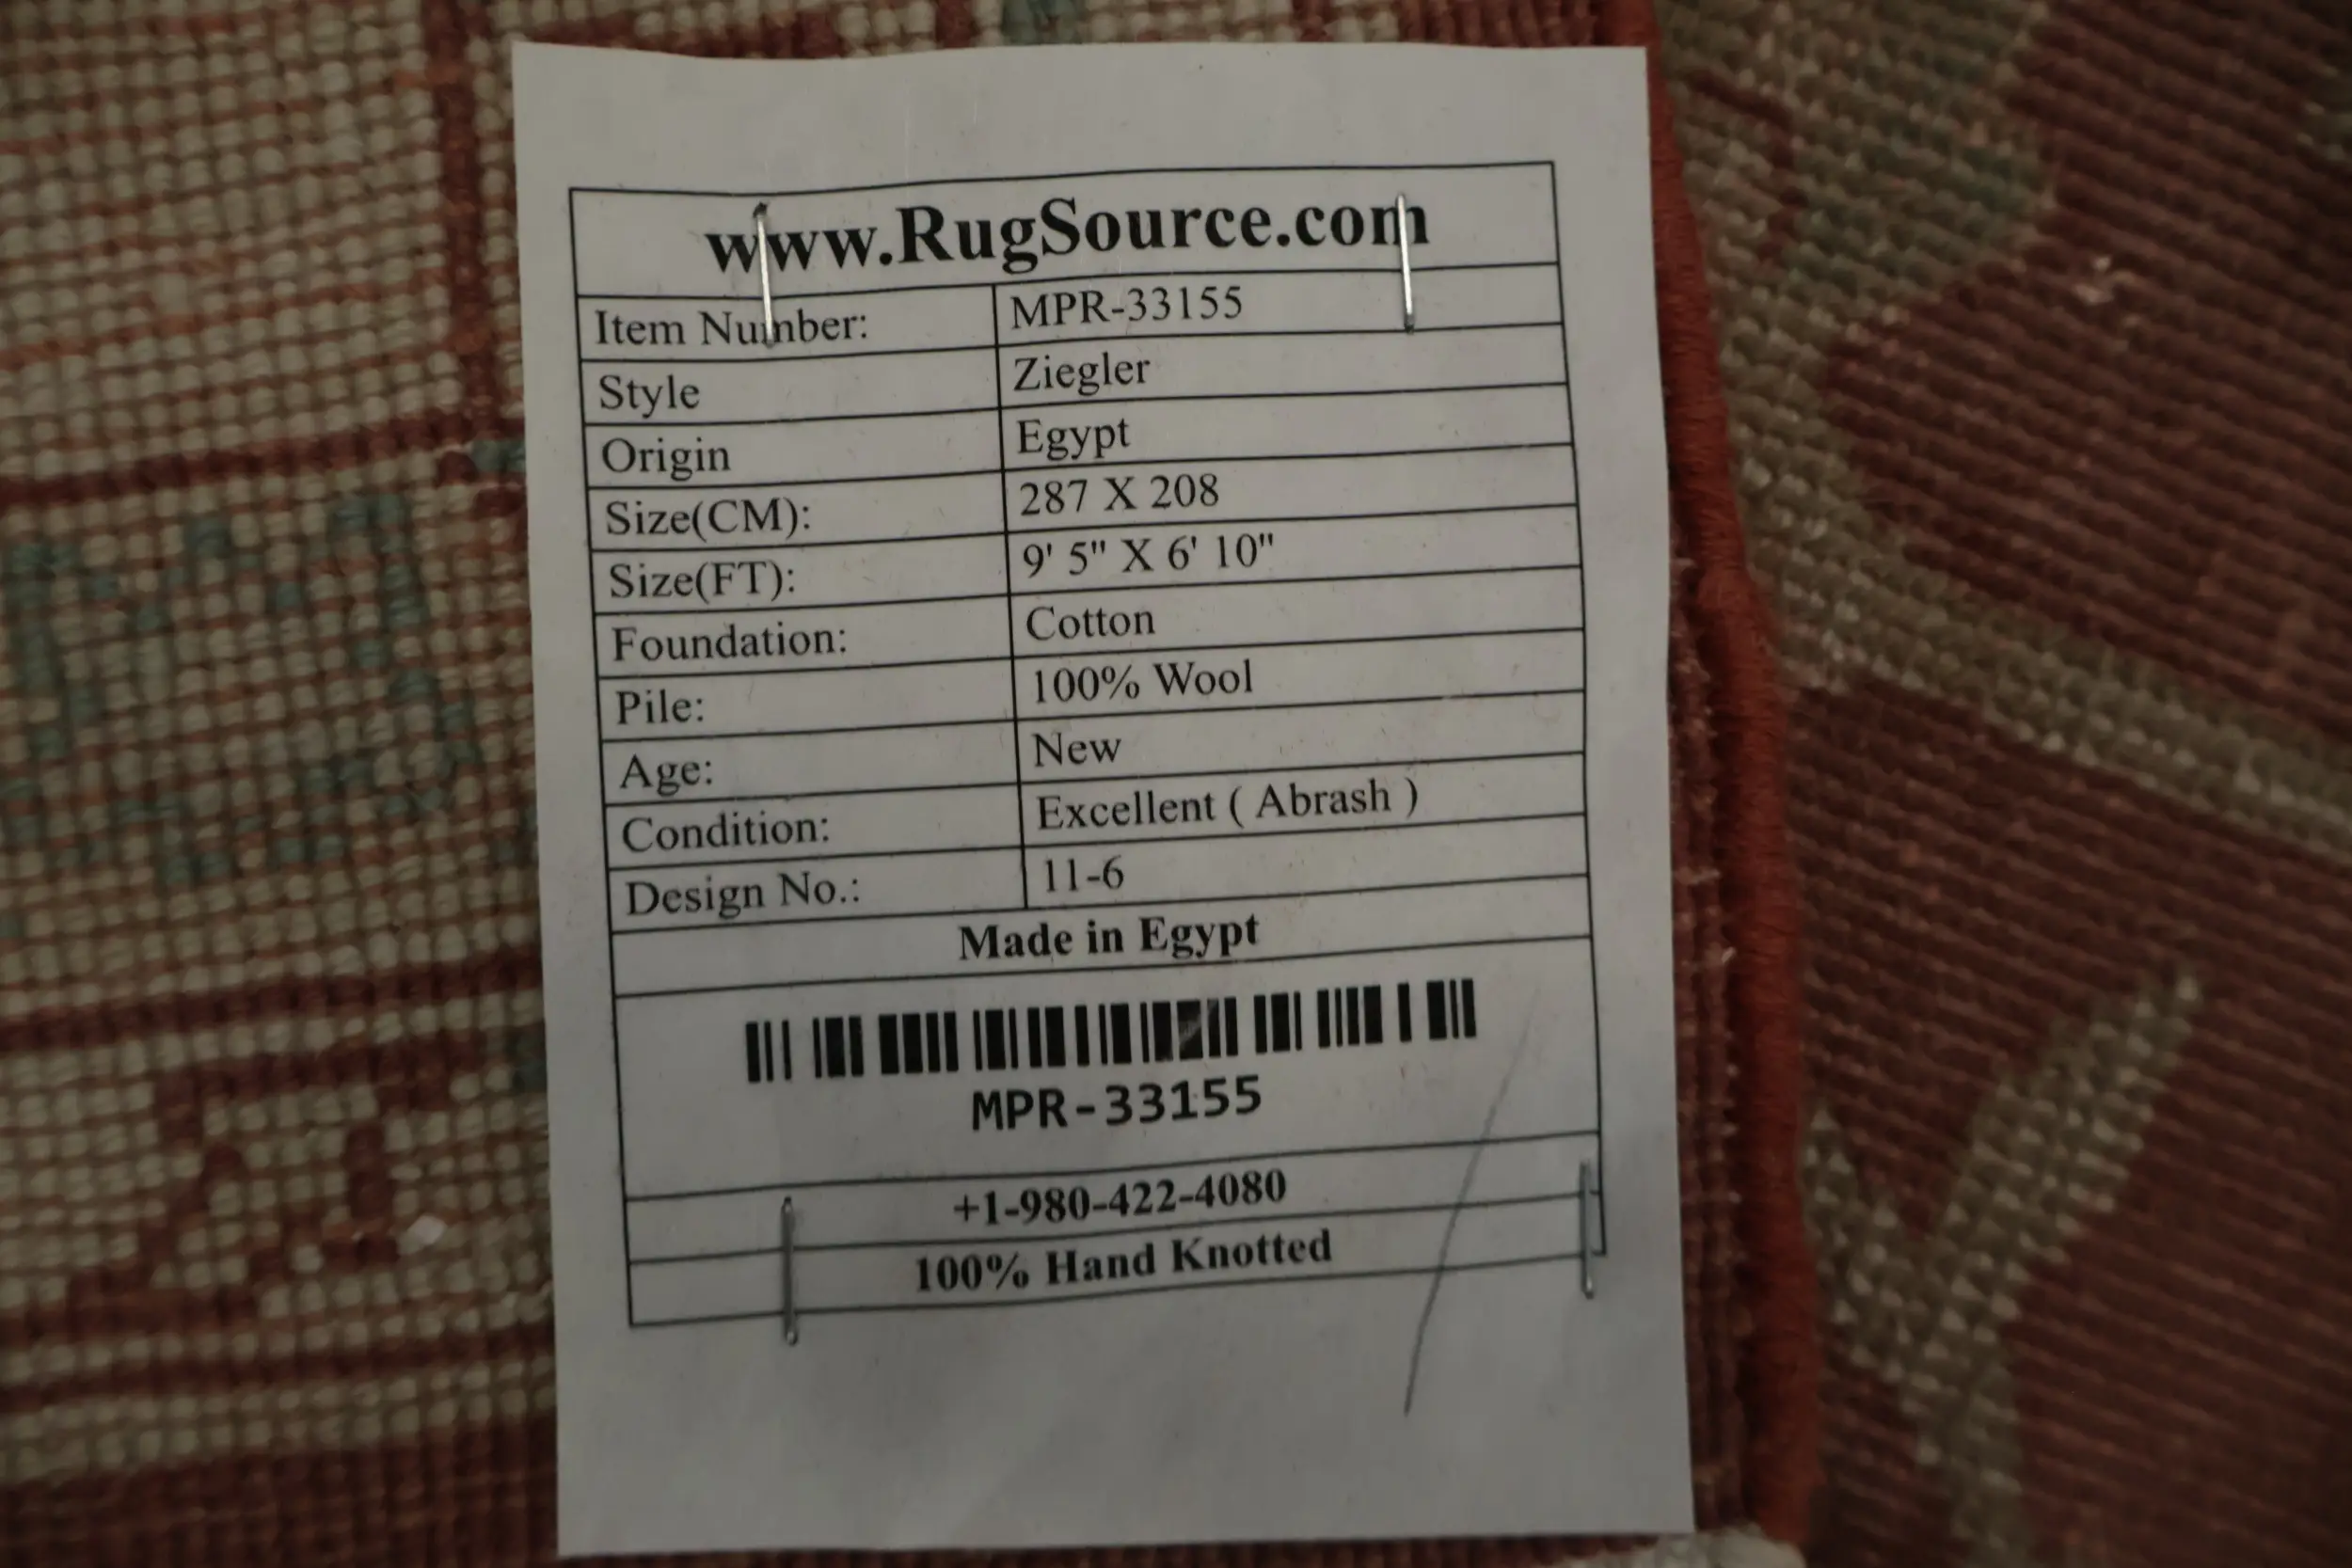 www.RugSource.com
Item Number: MPR-33155
Style Ziegler
Origin Egypt
Size(CM): 287 X 208
Size(FT): 9' 5" X 6' 10"
Foundation: Cotton
Pile: 100% Wool
Age: New
Condition: Excellent ( Abrash )
Design No.: 11-6
Made in Egypt
MPR-33155
+1-980-422-4080
100% Hand Knotted